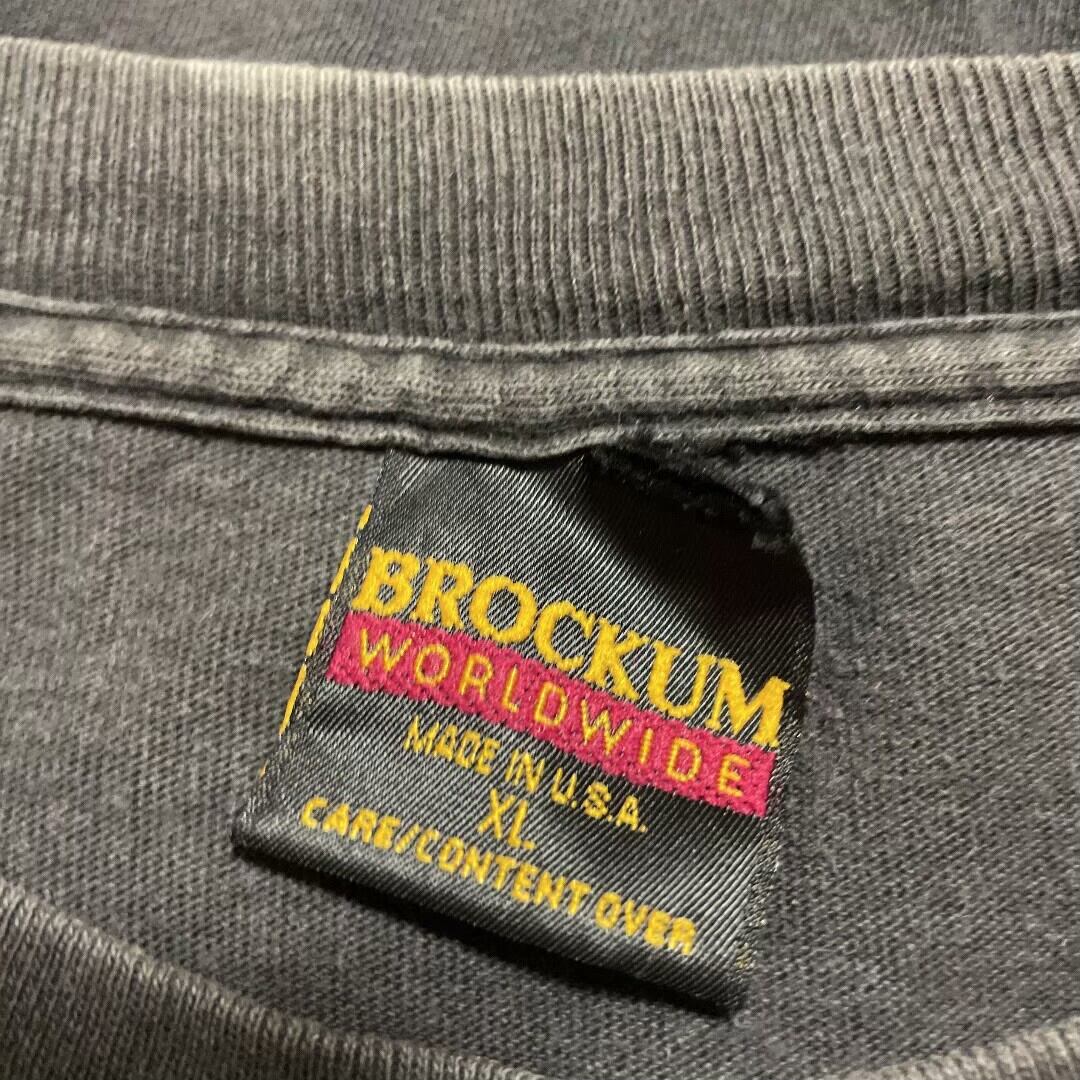 BROCKUM
WORLDWIDE
MADE IN U.S.A.
XL
CARE/CONTENT OVER